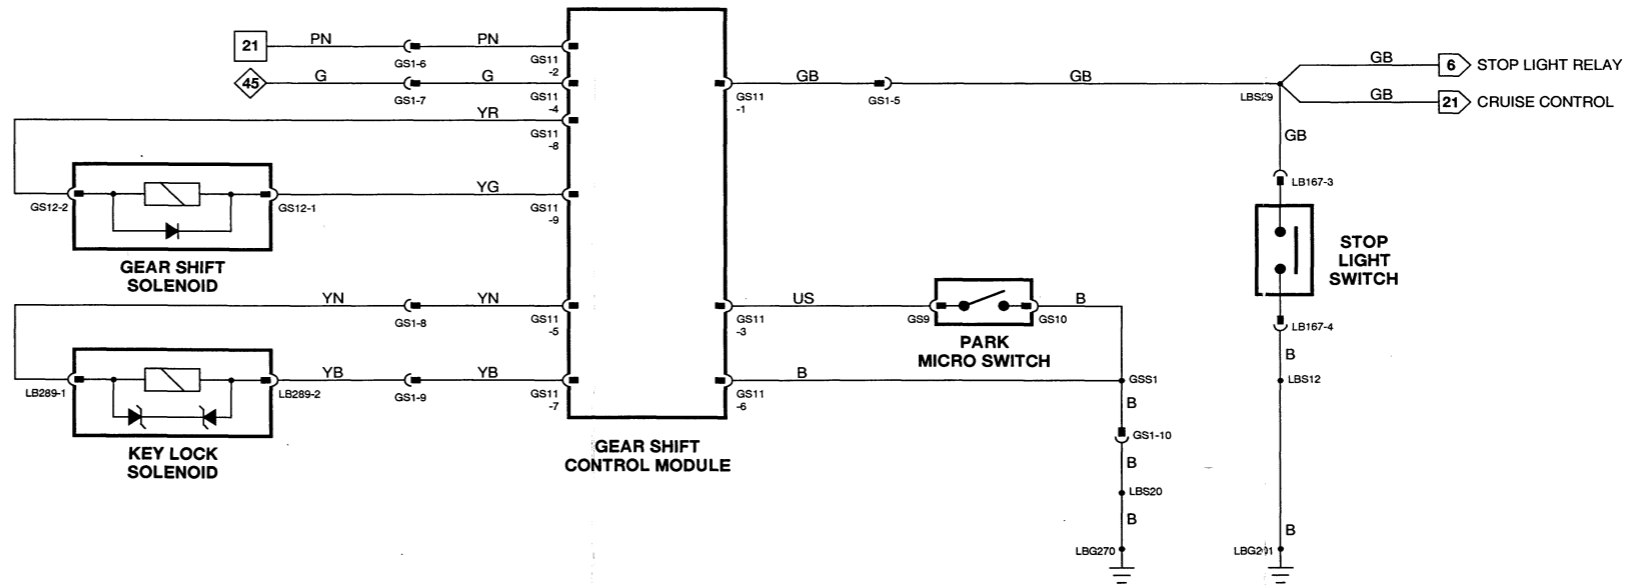 21 PN PN GS1-6 GS11 -2
45 G G GS1-7 GS11 -4
YR GS11 -8
GS12-2 GS12-1 YG GS11 -9
GEAR SHIFT
SOLENOID
YN YN GS1-8 GS11 -5
LB289-1 LB289-2 YB YB GS1-9 GS11 -7
KEY LOCK
SOLENOID
GEAR SHIFT
CONTROL MODULE
GS11 -1 GB GS1-5 GB LBS29
GB 6 STOP LIGHT RELAY
GB 21 CRUISE CONTROL
GB
LB167-3
STOP
LIGHT
SWITCH
LB167-4
B
LBS12
B
GS11 -3 US GS9 GS10 B
PARK
MICRO SWITCH
GS11 -6 B GSS1
B
GS1-10
B
LBS20
B
LBG270